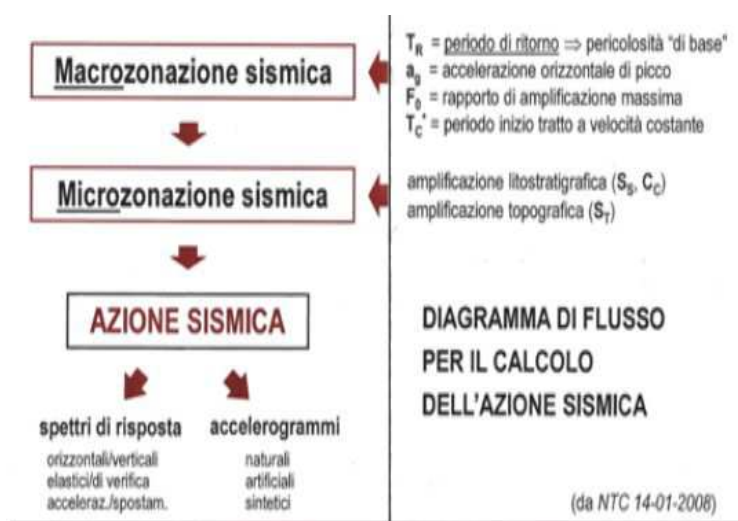 Macrozonazione sismica
T_R = periodo di ritorno ⇒ pericolosità "di base"
a_g = accelerazione orizzontale di picco
F_0 = rapporto di amplificazione massima
T_C* = periodo inizio tratto a velocità costante
Microzonazione sismica
amplificazione litostratigrafica (S_S, C_C)
amplificazione topografica (S_T)
AZIONE SISMICA
spettri di risposta
orizzontali/verticali
elastici/di verifica
acceleraz./spostam.
accelerogrammi
naturali
artificiali
sintetici
DIAGRAMMA DI FLUSSO
PER IL CALCOLO
DELL'AZIONE SISMICA
(da NTC 14-01-2008)